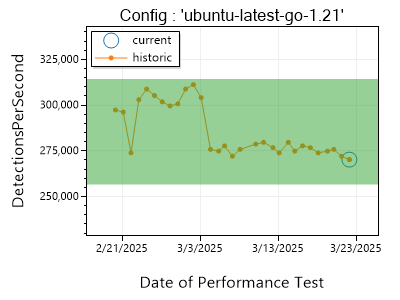 Config : 'ubuntu-latest-go-1.21'
current
historic
DetectionsPerSecond
325,000
300,000
275,000
250,000
2/21/2025 3/3/2025 3/13/2025 3/23/2025
Date of Performance Test